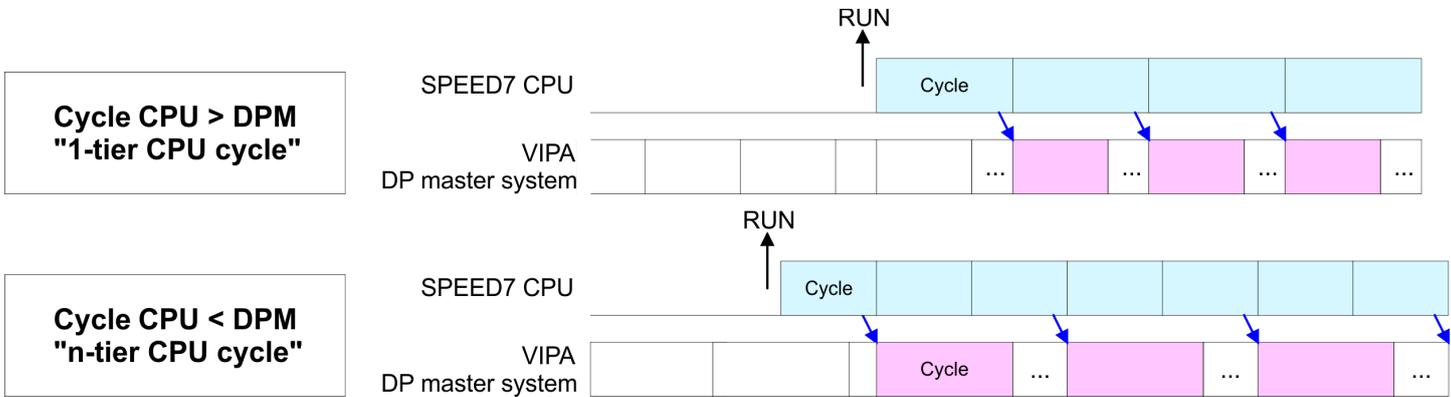 RUN
SPEED7 CPU
Cycle
Cycle CPU > DPM
"1-tier CPU cycle"
VIPA
DP master system
... ... ... ...
RUN
SPEED7 CPU
Cycle
Cycle CPU < DPM
"n-tier CPU cycle"
VIPA
DP master system
Cycle ... ... ...